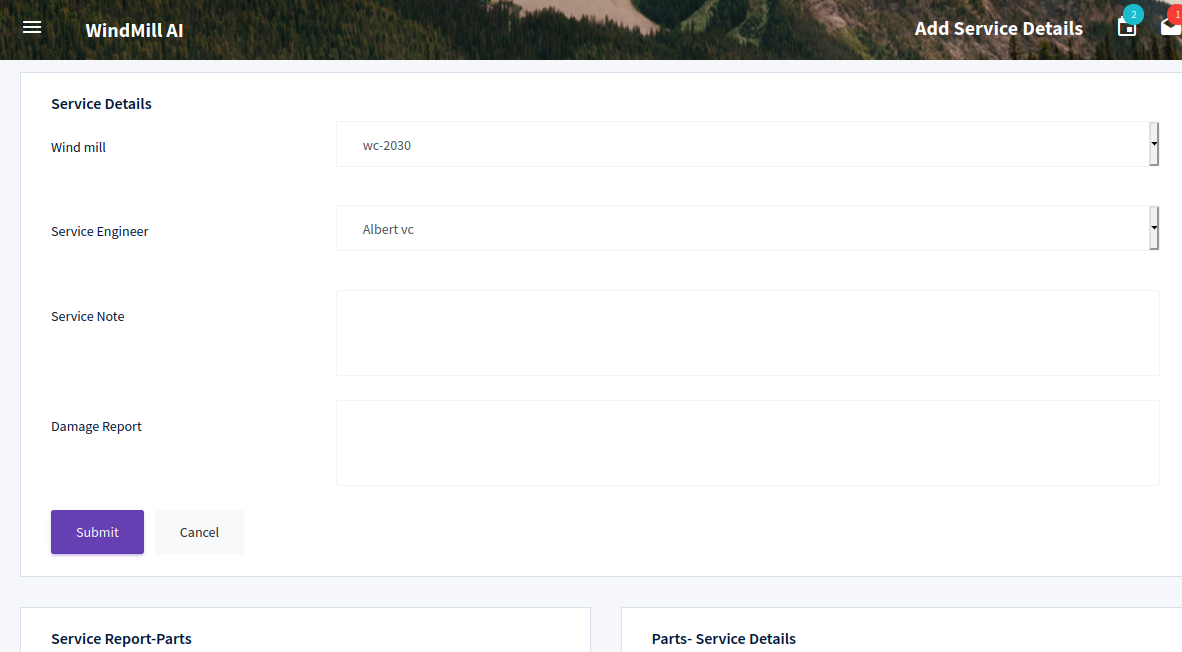 WindMill AI
Add Service Details
2
1
Service Details
Wind mill
wc-2030
Service Engineer
Albert vc
Service Note
Damage Report
Submit
Cancel
Service Report-Parts
Parts- Service Details